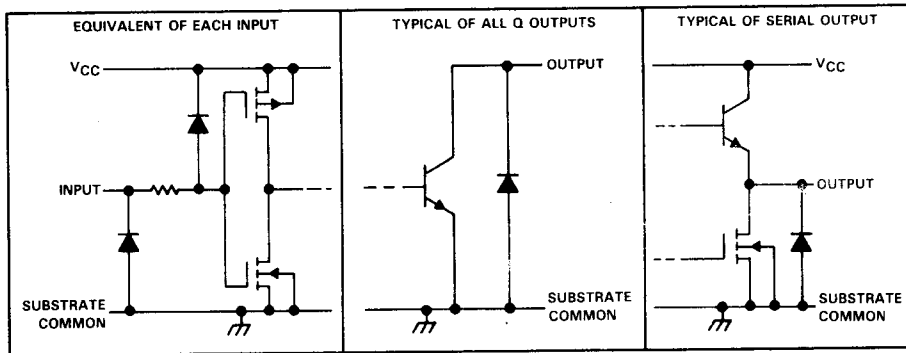 EQUIVALENT OF EACH INPUT
VCC
INPUT
SUBSTRATE
COMMON
TYPICAL OF ALL Q OUTPUTS
OUTPUT
SUBSTRATE
COMMON
TYPICAL OF SERIAL OUTPUT
VCC
OUTPUT
SUBSTRATE
COMMON